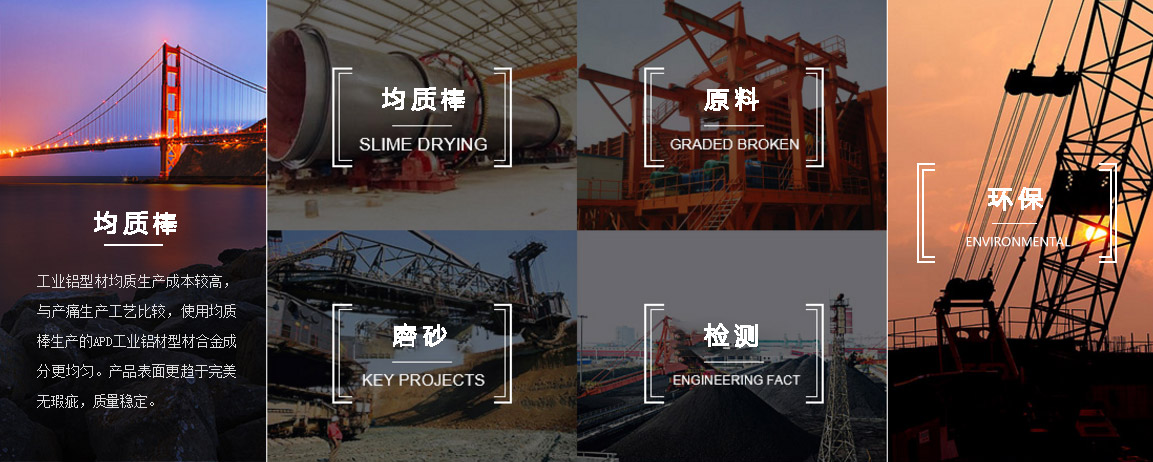 均质棒
工业铝型材均质生产成本较高，
与产痛生产工艺比较，使用均质
棒生产的APD工业铝材型材合金成
分更均匀。产品表面更趋于完美
无瑕疵，质量稳定。
均质棒
SLIME DRYING
原料
GRADED BROKEN
磨砂
KEY PROJECTS
检测
ENGINEERING FACT
环保
ENVIRONMENTAL